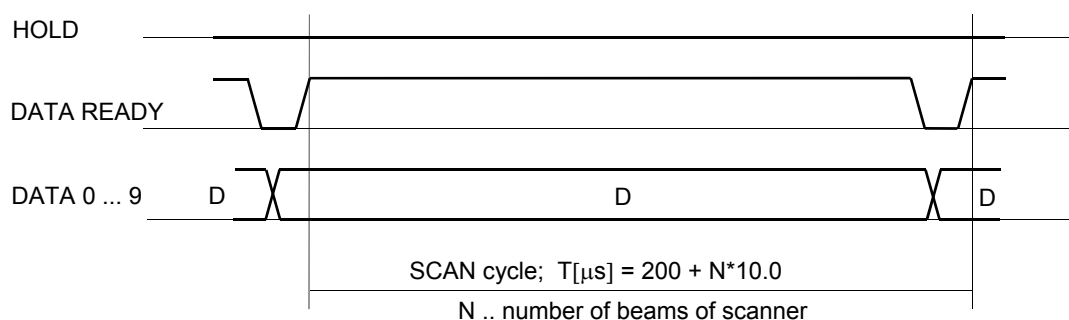 HOLD
DATA READY
DATA 0 ... 9 D D D
SCAN cycle; T[μs] = 200 + N*10.0
N .. number of beams of scanner